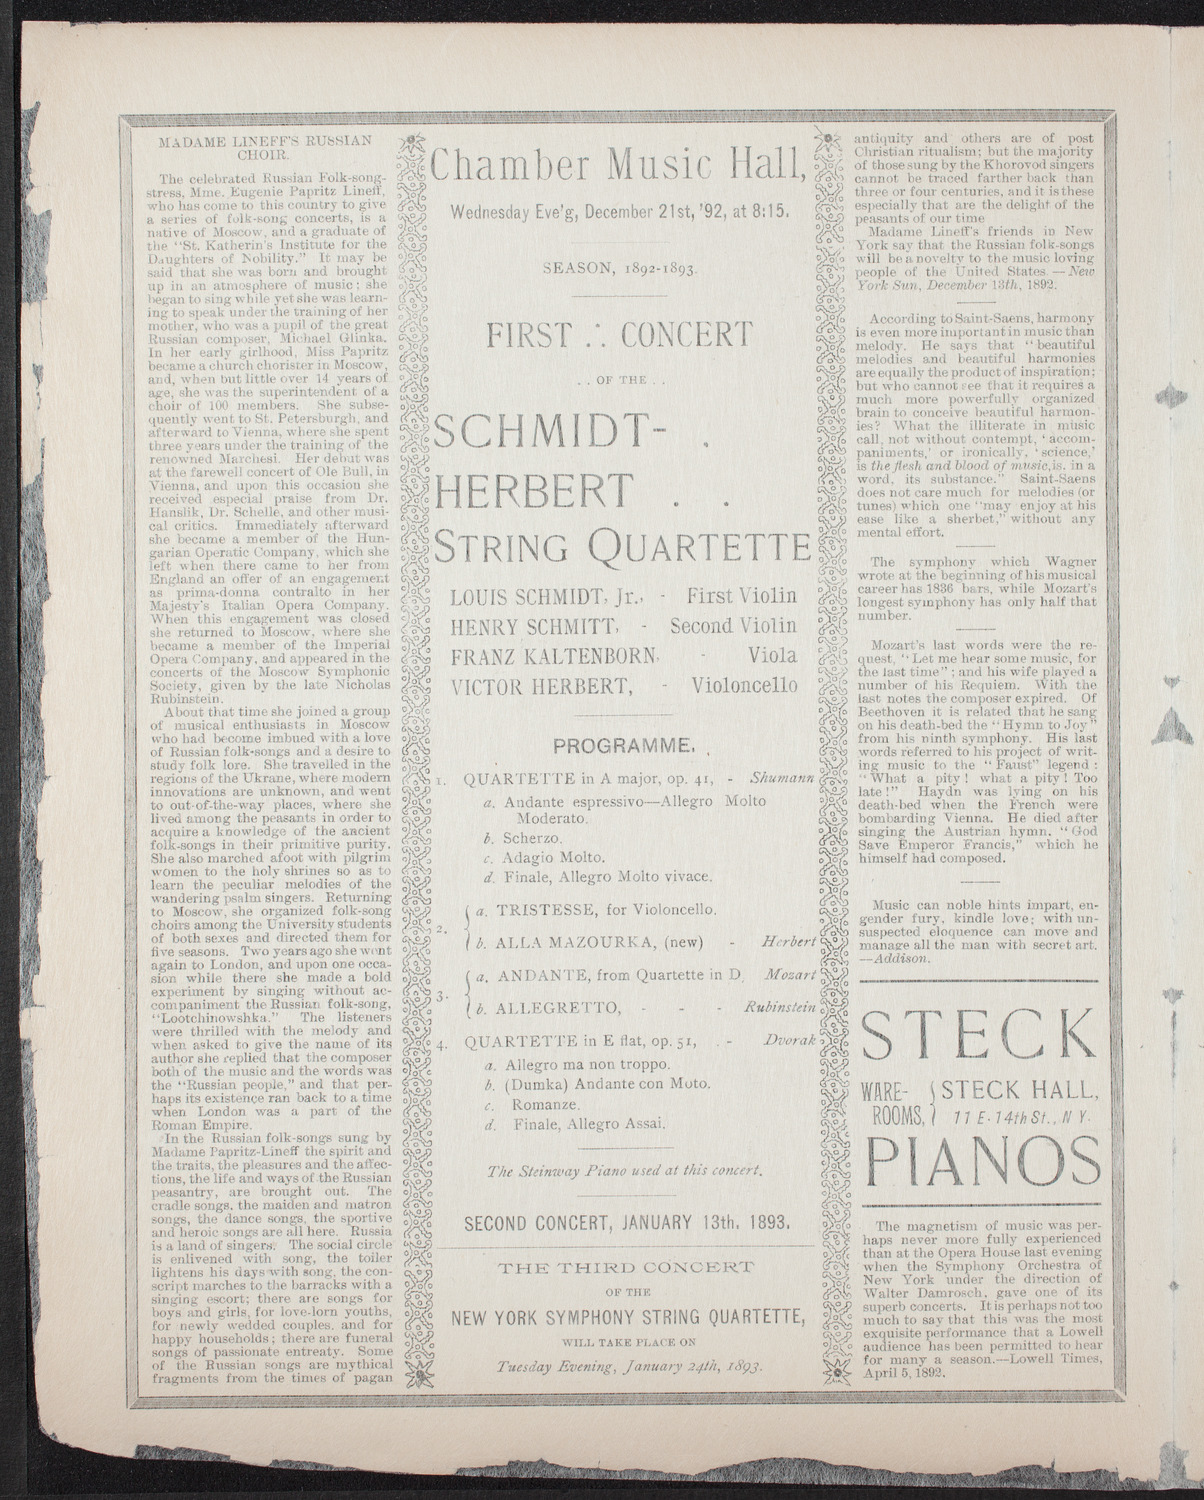 MADAME LINEFF'S RUSSIAN
CHOIR.
The celebrated Russian Folk-song-
stress, Mme. Eugenie Papritz Lineff,
who has come to this country to give
a series of folk-song concerts, is a
native of Moscow, and a graduate of
the "St. Katherin's Institute for the
Daughters of Nobility." It may be
said that she was born and brought
up in an atmosphere of music; she
began to sing while yet she was learn-
ing to speak under the training of her
mother, who was a pupil of the great
Russian composer, Michael Glinka.
In her early girlhood, Miss Papritz
became a church chorister in Moscow,
and, when but little over 14 years of
age, she was the superintendent of a
choir of 100 members. She subse-
quently went to St. Petersburgh, and
afterward to Vienna, where she spent
three years under the training of the
renowned Marchesi. Her debut was
at the farewell concert of Ole Bull, in
Vienna, and upon this occasion she
received especial praise from Dr.
Hanslik, Dr. Schelle, and other musi-
cal critics. Immediately afterward
she became a member of the Hun-
garian Operatic Company, which she
left when there came to her from
England an offer of an engagement
as prima-donna contralto in her
Majesty's Italian Opera Company.
When this engagement was closed
she returned to Moscow, where she
became a member of the Imperial
Opera Company, and appeared in the
concerts of the Moscow Symphonic
Society, given by the late Nicholas
Rubinstein.
About that time she joined a group
of musical enthusiasts in Moscow
who had become imbued with a love
of Russian folk-songs and a desire to
study folk lore. She travelled in the
regions of the Ukrane, where modern
innovations are unknown, and went
to out-of-the-way places, where she
lived among the peasants in order to
acquire a knowledge of the ancient
folk-songs in their primitive purity.
She also marched afoot with pilgrim
women to the holy shrines so as to
learn the peculiar melodies of the
wandering psalm singers. Returning
to Moscow, she organized folk-song
choirs among the University students
of both sexes and directed them for
five seasons. Two years ago she went
again to London, and upon one occa-
sion while there she made a bold
experiment by singing without ac-
companiment the Russian folk-song,
"Lootchinowshka." The listeners
were thrilled with the melody and
when asked to give the name of its
author she replied that the composer
both of the music and the words was
the "Russian people," and that per-
haps its existence ran back to a time
when London was a part of the
Roman Empire.
In the Russian folk-songs sung by
Madame Papritz-Lineff the spirit and
the traits, the pleasures and the affec-
tions, the life and ways of the Russian
peasantry, are brought out. The
cradle songs, the maiden and matron
songs, the dance songs, the sportive
and heroic songs are all here. Russia
is a land of singers. The social circle
is enlivened with song, the toiler
lightens his days with song, the con-
script marches to the barracks with a
singing escort; there are songs for
boys and girls, for love-lorn youths,
for newly wedded couples, and for
happy households; there are funeral
songs of passionate entreaty. Some
of the Russian songs are mythical
fragments from the times of pagan
Chamber Music Hall,
Wednesday Eve'g, December 21st, '92, at 8:15.
SEASON, 1892-1893.
FIRST ∴ CONCERT
. . OF THE . .
SCHMIDT- .
HERBERT . .
STRING QUARTETTE
LOUIS SCHMIDT, Jr., - First Violin
HENRY SCHMITT, - Second Violin
FRANZ KALTENBORN, - Viola
VICTOR HERBERT, - Violoncello
PROGRAMME.
1. QUARTETTE in A major, op. 41, - Shumann
a. Andante espressivo—Allegro Molto
Moderato.
b. Scherzo.
c. Adagio Molto.
d. Finale, Allegro Molto vivace.
2. { a. TRISTESSE, for Violoncello.
b. ALLA MAZOURKA, (new) - Herbert
3. { a. ANDANTE, from Quartette in D Mozart
b. ALLEGRETTO, - - - Rubinstein
4. QUARTETTE in E flat, op. 51, . - Dvorak
a. Allegro ma non troppo.
b. (Dumka) Andante con Moto.
c. Romanze.
d. Finale, Allegro Assai.
The Steinway Piano used at this concert.
SECOND CONCERT, JANUARY 13th, 1893.
THE THIRD CONCERT
OF THE
NEW YORK SYMPHONY STRING QUARTETTE,
WILL TAKE PLACE ON
Tuesday Evening, January 24th, 1893.
antiquity and others are of post
Christian ritualism; but the majority
of those sung by the Khorovod singers
cannot be traced farther back than
three or four centuries, and it is these
especially that are the delight of the
peasants of our time
Madame Lineff's friends in New
York say that the Russian folk-songs
will be a novelty to the music loving
people of the United States.—New
York Sun, December 13th, 1892.
According to Saint-Saens, harmony
is even more important in music than
melody. He says that "beautiful
melodies and beautiful harmonies
are equally the product of inspiration;
but who cannot see that it requires a
much more powerfully organized
brain to conceive beautiful harmon-
ies? What the illiterate in music
call, not without contempt, 'accom-
paniments,' or ironically, 'science,'
is the flesh and blood of music, is, in a
word, its substance." Saint-Saens
does not care much for melodies (or
tunes) which one "may enjoy at his
ease like a sherbet," without any
mental effort.
The symphony which Wagner
wrote at the beginning of his musical
career has 1836 bars, while Mozart's
longest symphony has only half that
number.
Mozart's last words were the re-
quest, "Let me hear some music, for
the last time"; and his wife played a
number of his Requiem. With the
last notes the composer expired. Of
Beethoven it is related that he sang
on his death-bed the "Hymn to Joy"
from his ninth symphony. His last
words referred to his project of writ-
ing music to the "Faust" legend:
"What a pity! what a pity! Too
late!" Haydn was lying on his
death-bed when the French were
bombarding Vienna. He died after
singing the Austrian hymn, "God
Save Emperor Francis," which he
himself had composed.
Music can noble hints impart, en-
gender fury, kindle love; with un-
suspected eloquence can move and
manage all the man with secret art.
—Addison.
STECK
WARE- { STECK HALL,
ROOMS, 11 E. 14th St., N Y.
PIANOS
The magnetism of music was per-
haps never more fully experienced
than at the Opera House last evening
when the Symphony Orchestra of
New York under the direction of
Walter Damrosch, gave one of its
superb concerts. It is perhaps not too
much to say that this was the most
exquisite performance that a Lowell
audience has been permitted to hear
for many a season.—Lowell Times,
April 5, 1892.